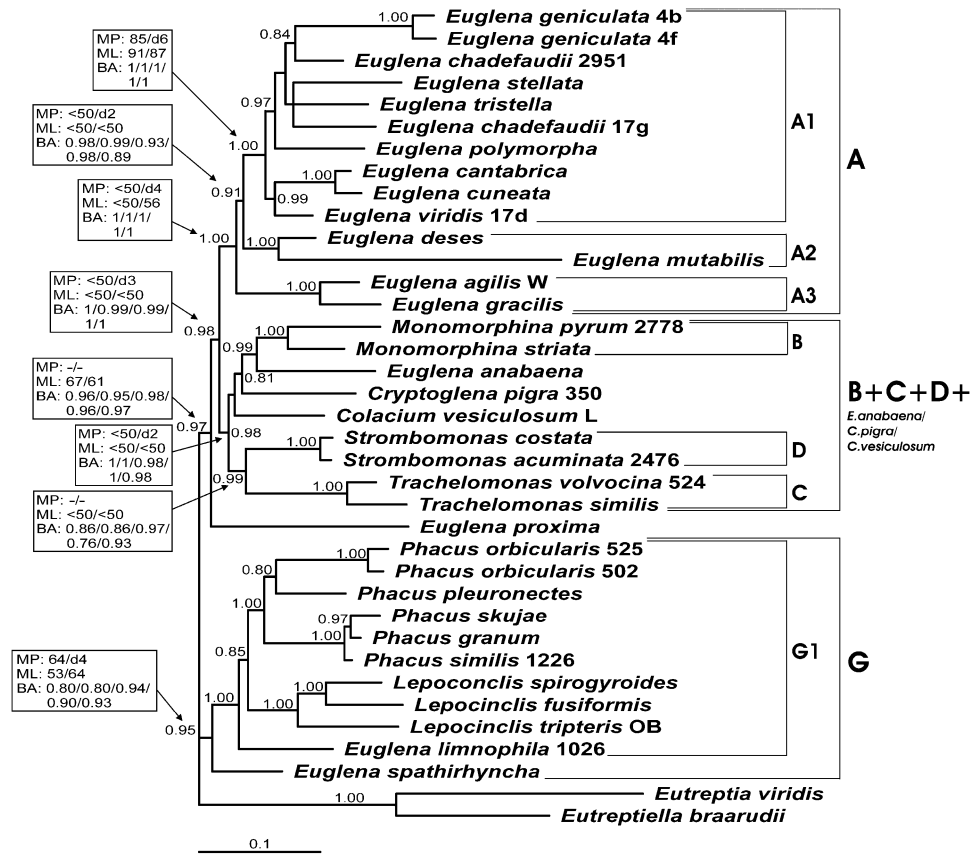 MP: 85/d6
ML: 91/87
BA: 1/1/1/
1/1
MP: <50/d2
ML: <50/<50
BA: 0.98/0.99/0.93/
0.98/0.89
MP: <50/d4
ML: <50/56
BA: 1/1/1/
1/1
MP: <50/d3
ML: <50/<50
BA: 1/0.99/0.99/
1/1
MP: –/–
ML: 67/61
BA: 0.96/0.95/0.98/
0.96/0.97
MP: <50/d2
ML: <50/<50
BA: 1/1/0.98/
1/0.98
MP: –/–
ML: <50/<50
BA: 0.86/0.86/0.97/
0.76/0.93
MP: 64/d4
ML: 53/64
BA: 0.80/0.80/0.94/
0.90/0.93
1.00
0.84
0.97
1.00
1.00
0.99
0.91
1.00
1.00
1.00
0.98
1.00
0.99
0.81
0.97
0.98
1.00
0.99
1.00
1.00
0.80
1.00
0.97
1.00
0.85
1.00
1.00
1.00
0.95
1.00
Euglena geniculata 4b
Euglena geniculata 4f
Euglena chadefaudii 2951
Euglena stellata
Euglena tristella
Euglena chadefaudii 17g
Euglena polymorpha
Euglena cantabrica
Euglena cuneata
Euglena viridis 17d
Euglena deses
Euglena mutabilis
Euglena agilis W
Euglena gracilis
Monomorphina pyrum 2778
Monomorphina striata
Euglena anabaena
Cryptoglena pigra 350
Colacium vesiculosum L
Strombomonas costata
Strombomonas acuminata 2476
Trachelomonas volvocina 524
Trachelomonas similis
Euglena proxima
Phacus orbicularis 525
Phacus orbicularis 502
Phacus pleuronectes
Phacus skujae
Phacus granum
Phacus similis 1226
Lepoconclis spirogyroides
Lepocinclis fusiformis
Lepocinclis tripteris OB
Euglena limnophila 1026
Euglena spathirhyncha
Eutreptia viridis
Eutreptiella braarudii
A1
A2
A3
A
B
D
C
B+C+D+
E.anabaena/
C.pigra/
C.vesiculosum
G1
G
0.1